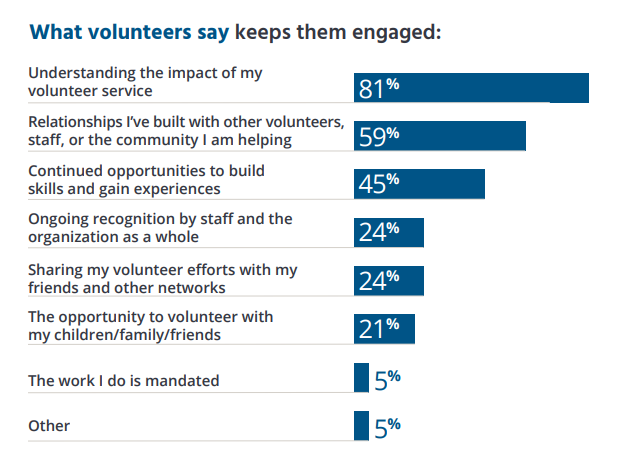 What volunteers say keeps them engaged:
Understanding the impact of my
volunteer service
81%
Relationships I've built with other volunteers,
staff, or the community I am helping
59%
Continued opportunities to build
skills and gain experiences
45%
Ongoing recognition by staff and the
organization as a whole
24%
Sharing my volunteer efforts with my
friends and other networks
24%
The opportunity to volunteer with
my children/family/friends
21%
The work I do is mandated
5%
Other
5%